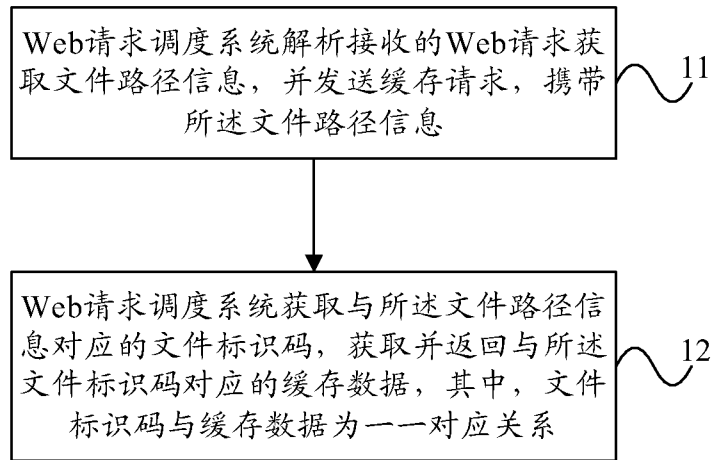 Web请求调度系统解析接收的Web请求获
取文件路径信息，并发送缓存请求，携带
所述文件路径信息
11
Web请求调度系统获取与所述文件路径信
息对应的文件标识码，获取并返回与所述
文件标识码对应的缓存数据，其中，文件
标识码与缓存数据为一一对应关系
12